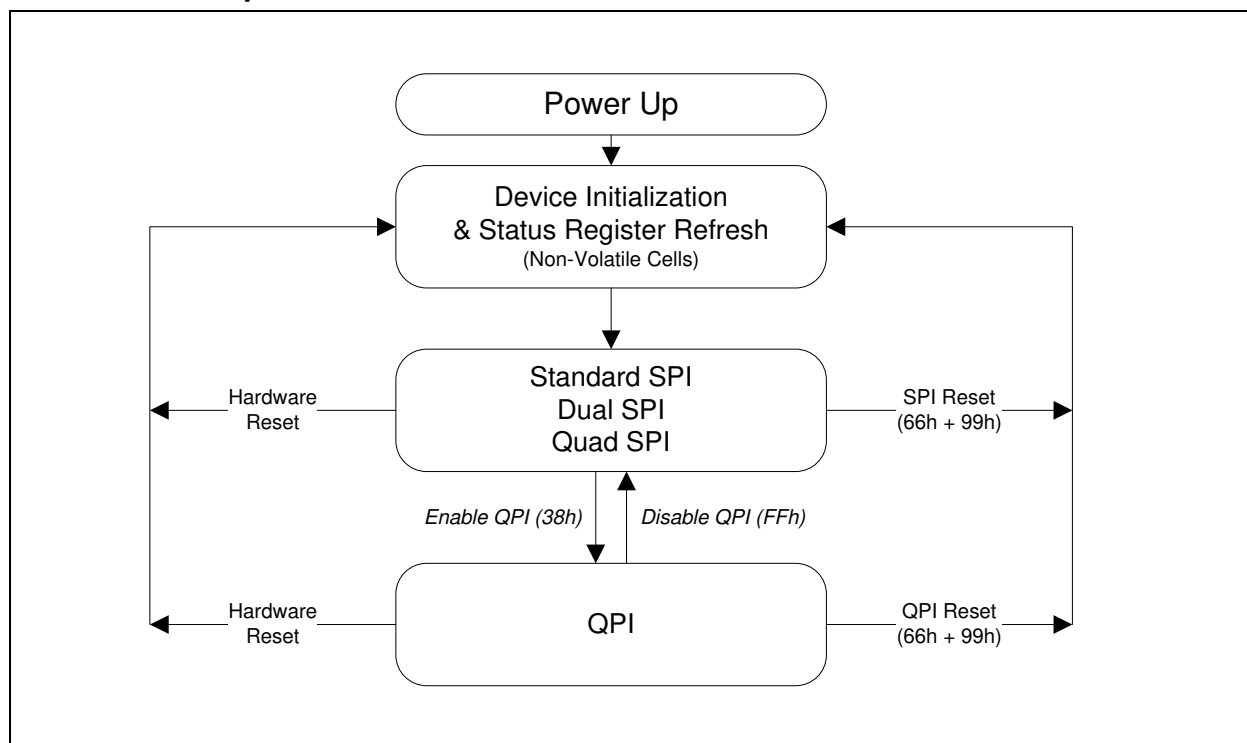 Power Up
Device Initialization
& Status Register Refresh
(Non-Volatile Cells)
Standard SPI
Dual SPI
Quad SPI
Hardware
Reset
SPI Reset
(66h + 99h)
Enable QPI (38h)
Disable QPI (FFh)
QPI
Hardware
Reset
QPI Reset
(66h + 99h)